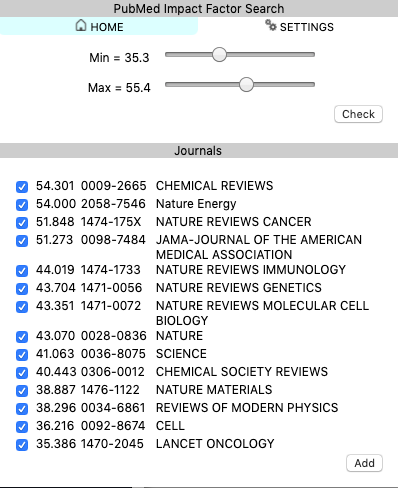 PubMed Impact Factor Search
HOME SETTINGS
Min = 35.3
Max = 55.4
Check
Journals
54.301 0009-2665 CHEMICAL REVIEWS
54.000 2058-7546 Nature Energy
51.848 1474-175X NATURE REVIEWS CANCER
51.273 0098-7484 JAMA-JOURNAL OF THE AMERICAN
MEDICAL ASSOCIATION
44.019 1474-1733 NATURE REVIEWS IMMUNOLOGY
43.704 1471-0056 NATURE REVIEWS GENETICS
43.351 1471-0072 NATURE REVIEWS MOLECULAR CELL
BIOLOGY
43.070 0028-0836 NATURE
41.063 0036-8075 SCIENCE
40.443 0306-0012 CHEMICAL SOCIETY REVIEWS
38.887 1476-1122 NATURE MATERIALS
38.296 0034-6861 REVIEWS OF MODERN PHYSICS
36.216 0092-8674 CELL
35.386 1470-2045 LANCET ONCOLOGY
Add